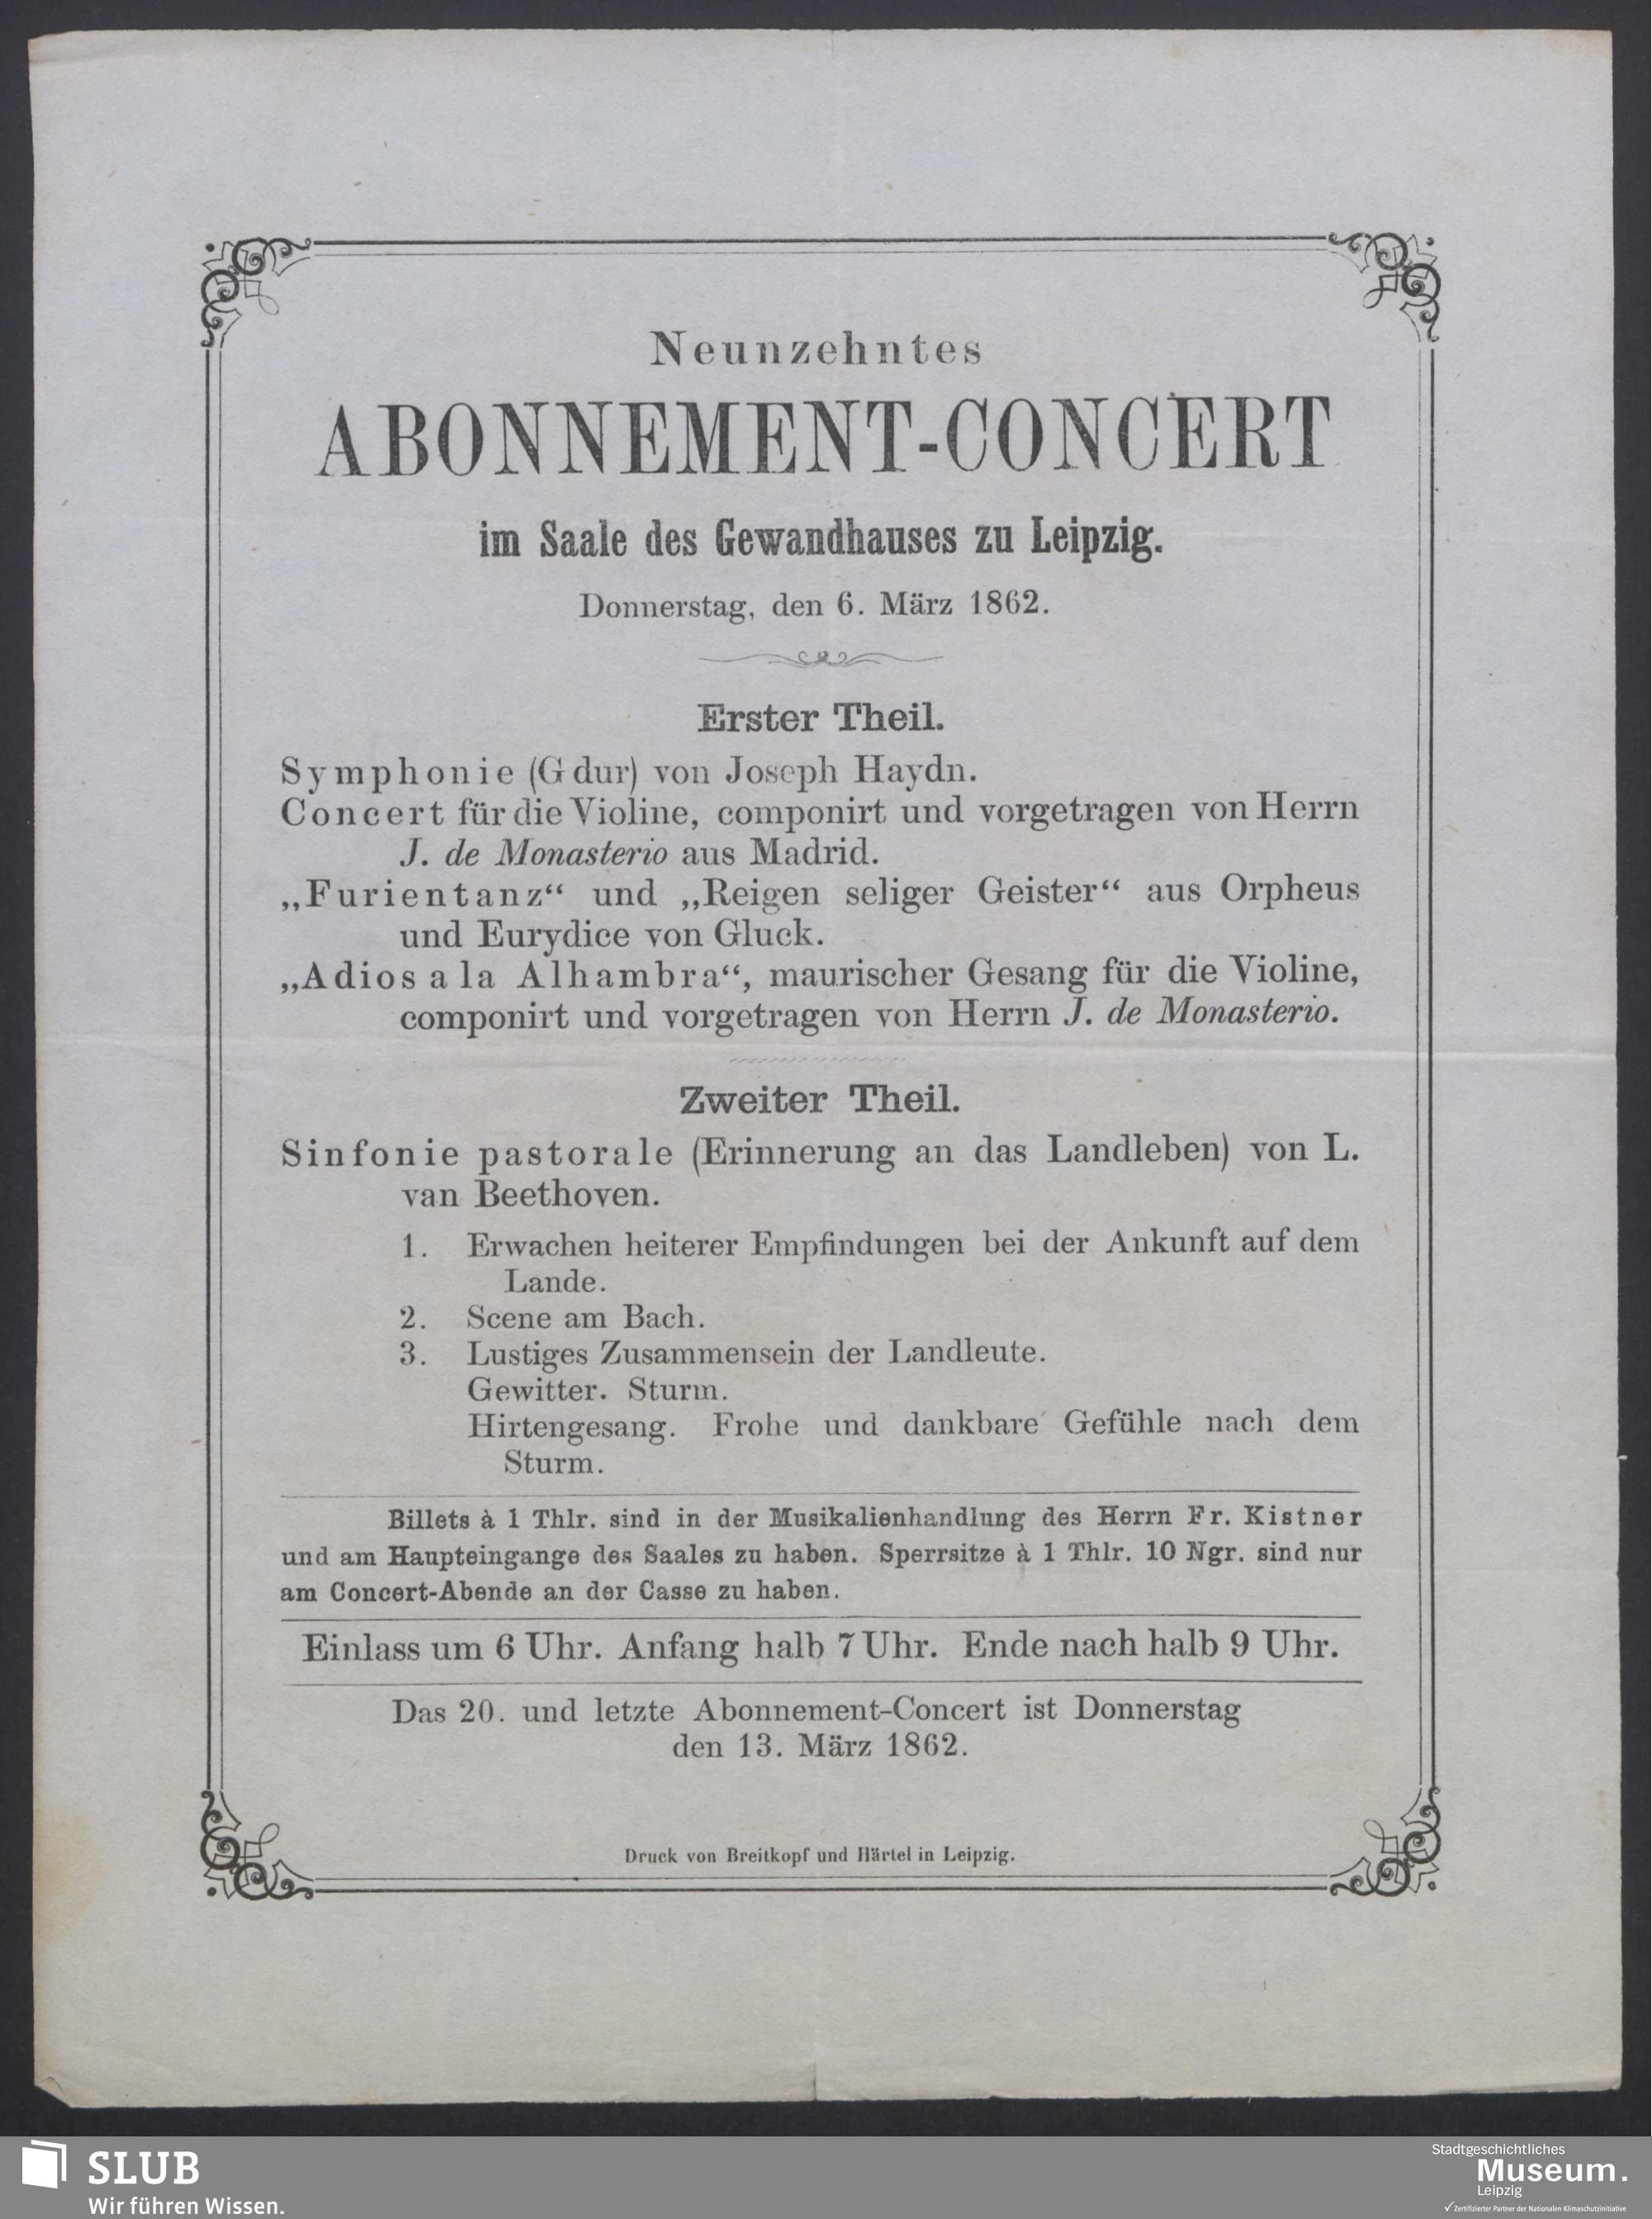 Neunzehntes
ABONNEMENT-CONCERT
im Saale des Gewandhauses zu Leipzig.
Donnerstag, den 6. März 1862.
Erster Theil.
Symphonie (G dur) von Joseph Haydn.
Concert für die Violine, componirt und vorgetragen von Herrn
J. de Monasterio aus Madrid.
„Furientanz“ und „Reigen seliger Geister“ aus Orpheus
und Eurydice von Gluck.
„Adios a la Alhambra“, maurischer Gesang für die Violine,
componirt und vorgetragen von Herrn J. de Monasterio.
Zweiter Theil.
Sinfonie pastorale (Erinnerung an das Landleben) von L.
van Beethoven.
1. Erwachen heiterer Empfindungen bei der Ankunft auf dem
Lande.
2. Scene am Bach.
3. Lustiges Zusammensein der Landleute.
Gewitter. Sturm.
Hirtengesang. Frohe und dankbare Gefühle nach dem
Sturm.
Billets à 1 Thlr. sind in der Musikalienhandlung des Herrn Fr. Kistner
und am Haupteingange des Saales zu haben. Sperrsitze à 1 Thlr. 10 Ngr. sind nur
am Concert-Abende an der Casse zu haben.
Einlass um 6 Uhr. Anfang halb 7 Uhr. Ende nach halb 9 Uhr.
Das 20. und letzte Abonnement-Concert ist Donnerstag
den 13. März 1862.
Druck von Breitkopf und Härtel in Leipzig.
SLUB
Wir führen Wissen.
Stadtgeschichtliches
Museum.
Leipzig
Zertifizierter Partner der Nationalen Klimaschutzinitiative